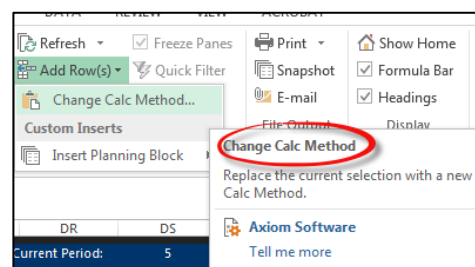 DATA REVIEW VIEW ACROBAT
Refresh Freeze Panes Print Show Home
Add Row(s) Quick Filter Snapshot Formula Bar
Change Calc Method... E-mail Headings
Custom Inserts File Output Display
Insert Planning Block
Change Calc Method
Replace the current selection with a new
Calc Method.
Axiom Software
Tell me more
DR DS
Current Period: 5